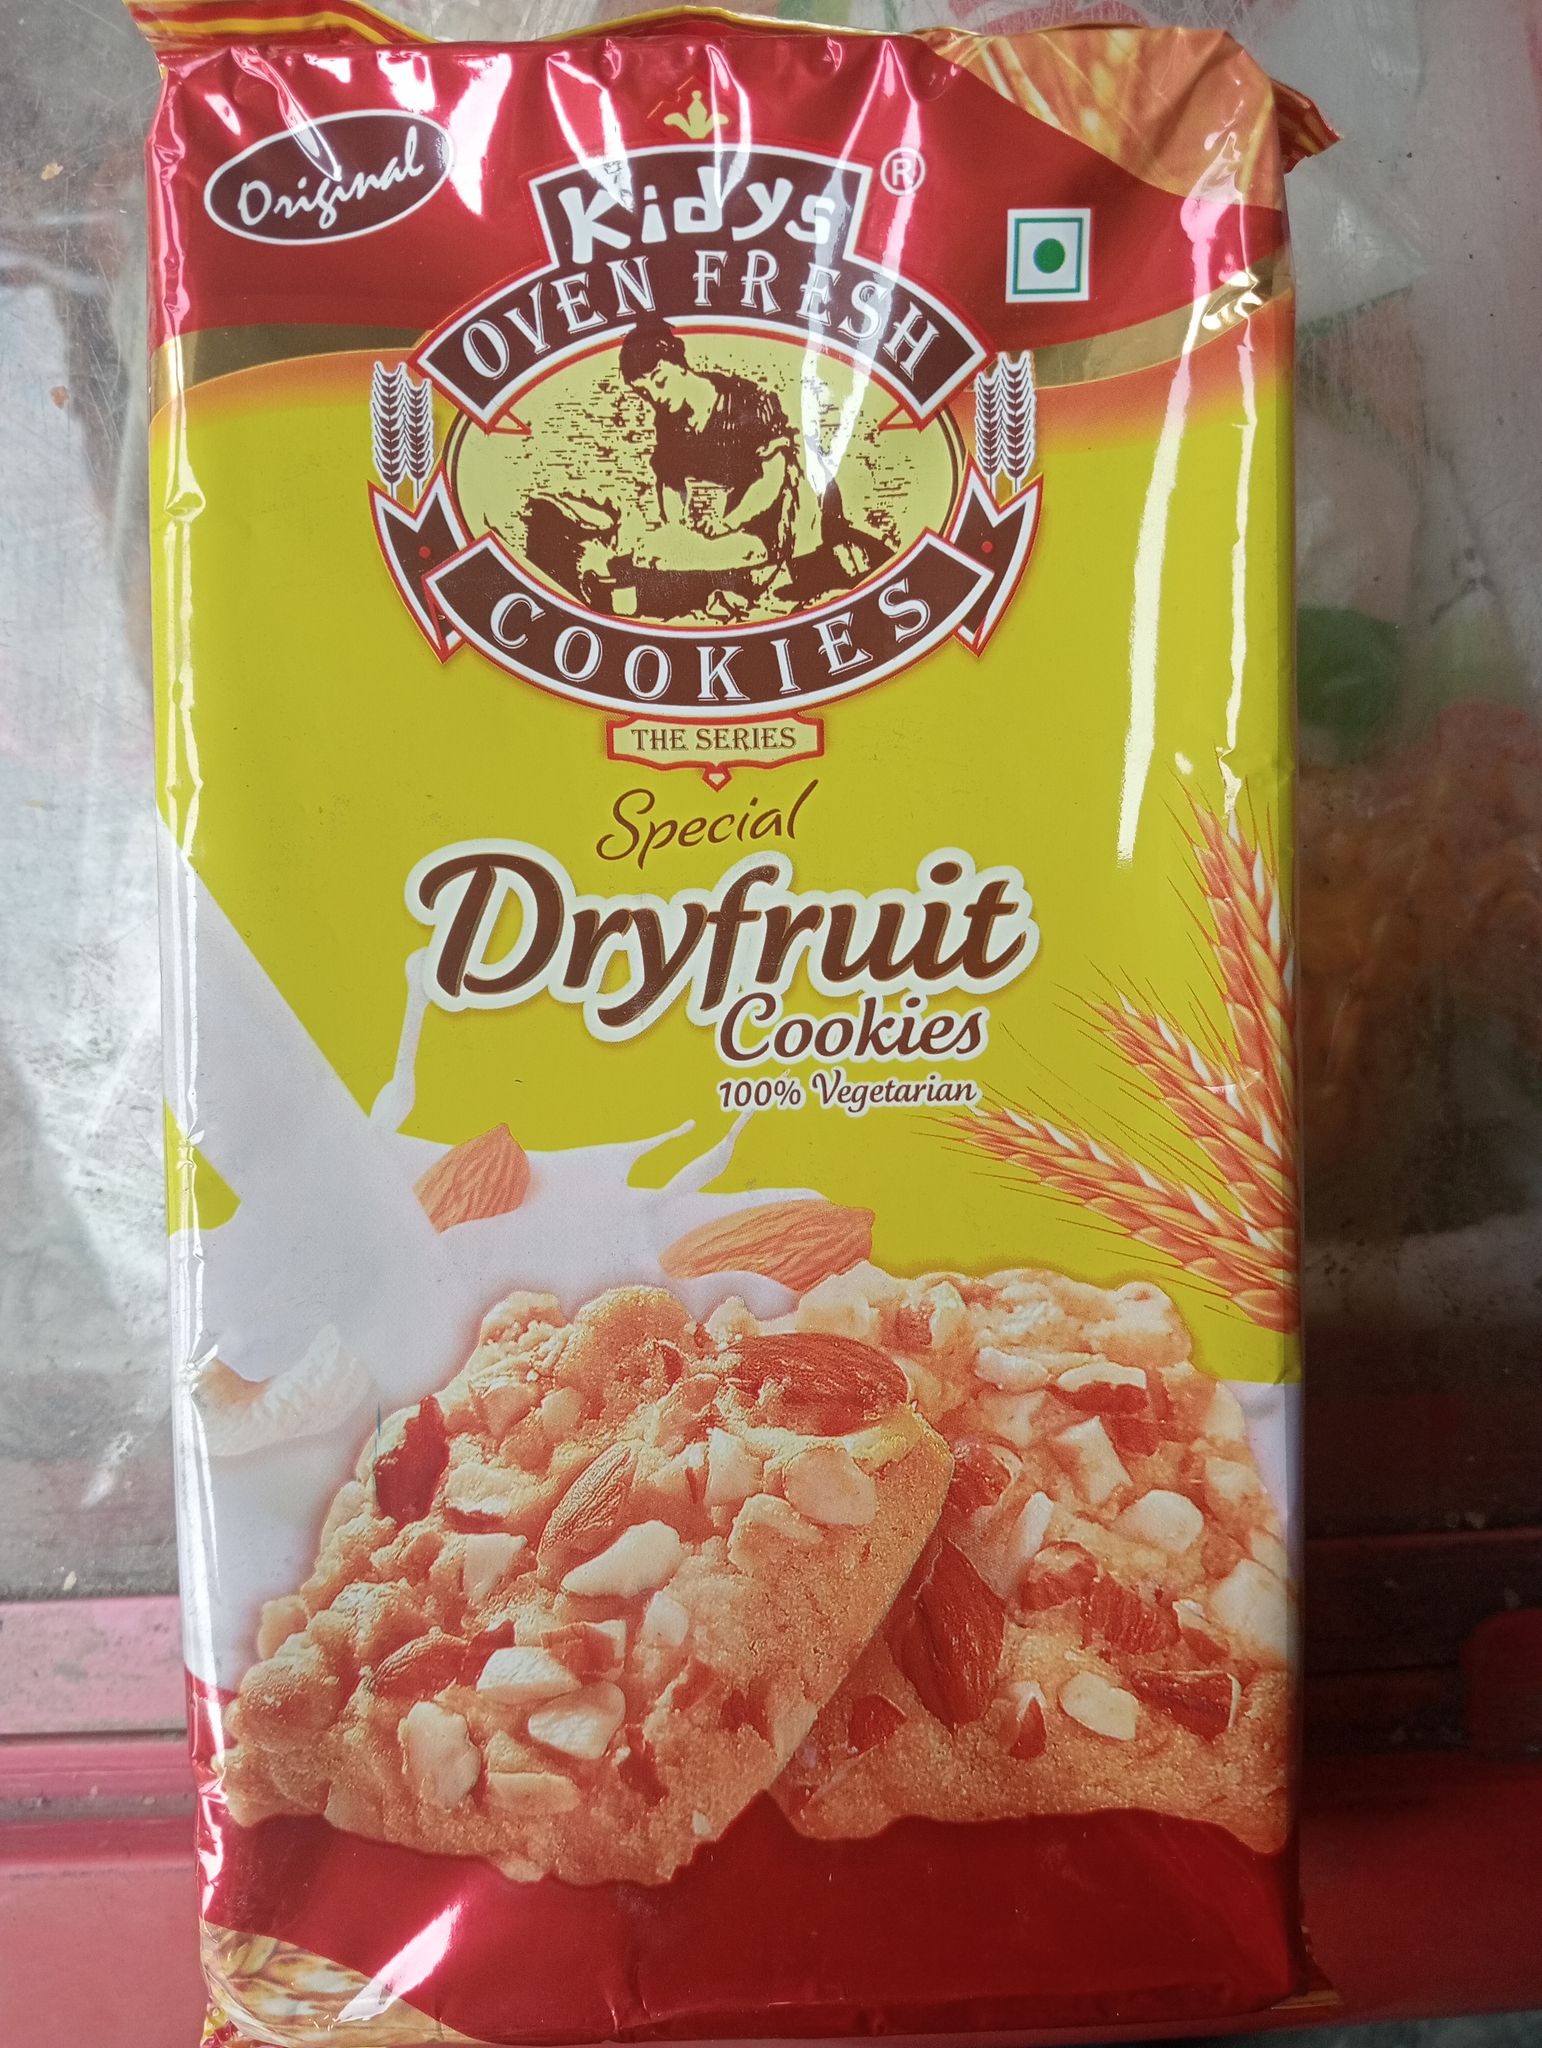 Original
Kidys ®
OVEN FRESH
COOKIES
THE SERIES
Special
Dryfruit
Cookies
100% Vegetarian